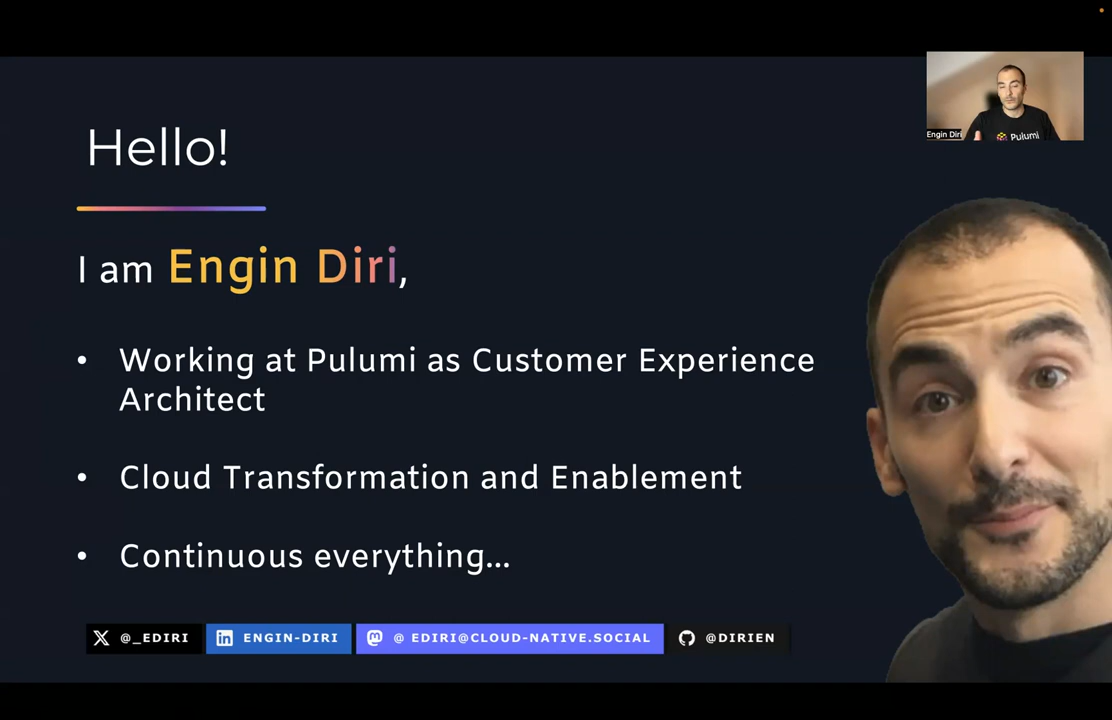 Hello!
Engin Diri
Pulumi
I am Engin Diri,
• Working at Pulumi as Customer Experience
Architect
• Cloud Transformation and Enablement
• Continuous everything...
@_EDIRI
in ENGIN-DIRI
@ EDIRI@CLOUD-NATIVE.SOCIAL
@DIRIEN